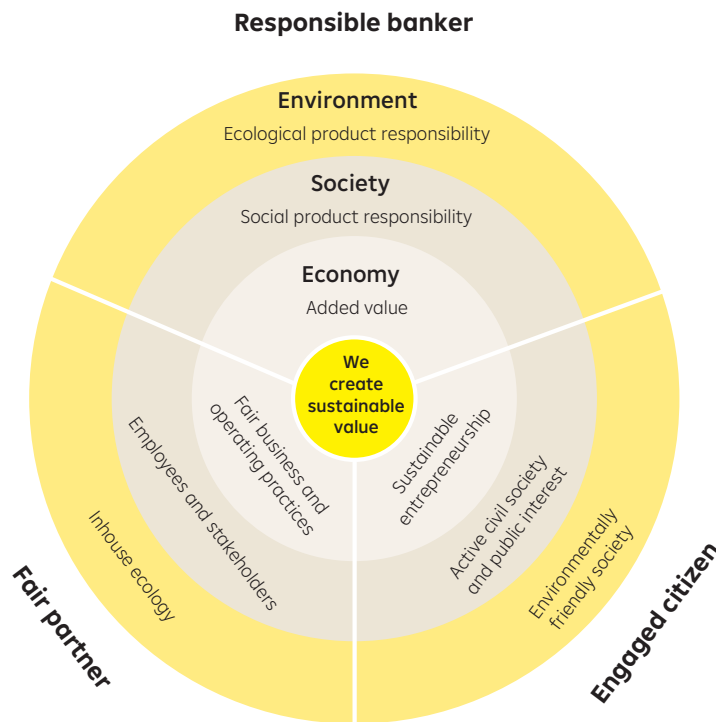 Responsible banker
Environment
Ecological product responsibility
Society
Social product responsibility
Economy
Added value
We
create
sustainable
value
Fair business and
operating practices
Employees and stakeholders
Inhouse ecology
Fair partner
Sustainable
entrepreneurship
Active civil society
and public interest
Environmentally
friendly society
Engaged citizen